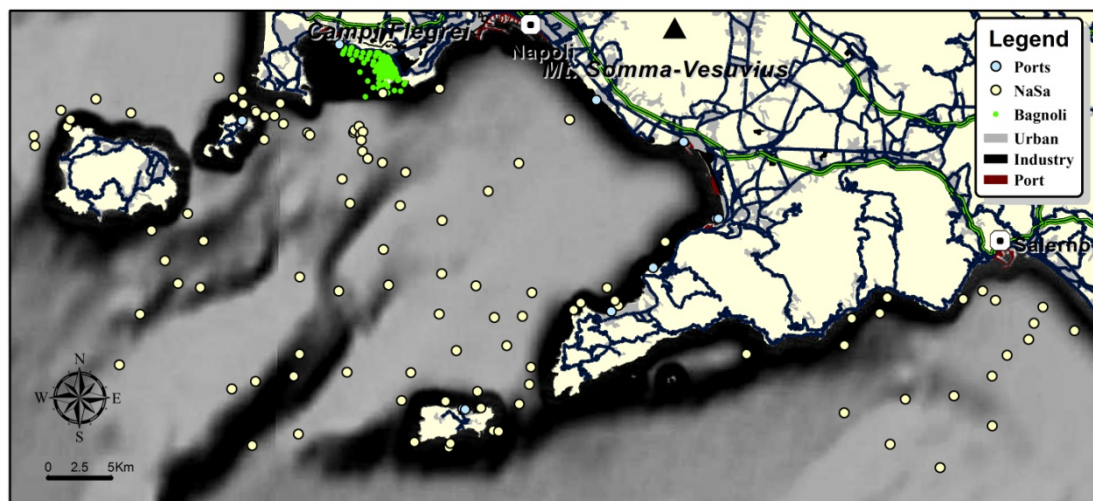 Campi Flegrei
Napoli
Mt. Somma-Vesuvius
Salerno
Legend
Ports
NaSa
Bagnoli
Urban
Industry
Port
N
W
E
S
0 2.5 5Km